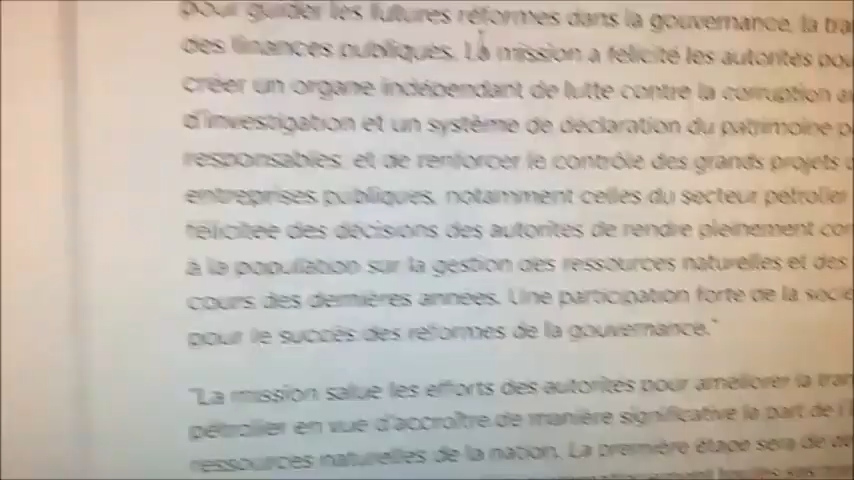 pour guider les futures réformes dans la gouvernance, la
des finances publiques. La mission a félicité les autorités
créer un organe indépendant de lutte contre la corruption
d'investigation et un système de déclaration du patrimoine
responsables, et de renforcer le contrôle des grands projets
entreprises publiques, notamment celles du secteur pétrolier
félicitée des décisions des autorités de rendre pleinement
à la population sur la gestion des ressources naturelles et des
cours des dernières années. Une participation forte de la
pour le succès des réformes de la gouvernance."
"La mission salue les efforts des autorités pour améliorer la
pétrolier en vue d'accroître de manière significative la part de
ressources naturelles de la nation. La première étape sera de